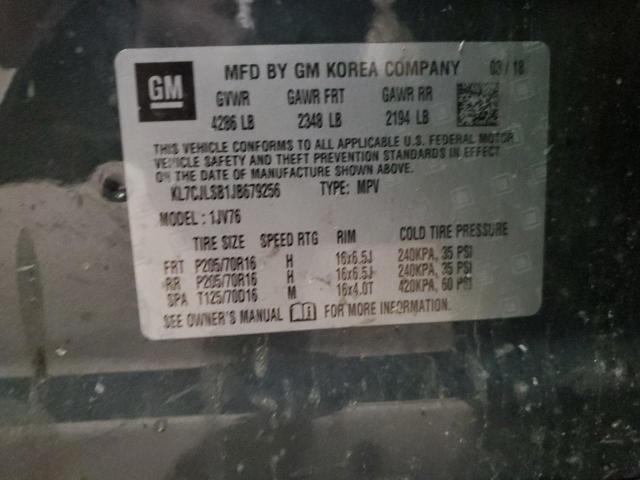 GM
MFD BY GM KOREA COMPANY 03/18
GVWR GAWR FRT GAWR RR
4286 LB 2348 LB 2194 LB
THIS VEHICLE CONFORMS TO ALL APPLICABLE U.S. FEDERAL MOTOR
VEHICLE SAFETY AND THEFT PREVENTION STANDARDS IN EFFECT
ON THE DATE OF MANUFACTURE SHOWN ABOVE.
KL7CJLSB1JB679256 TYPE: MPV
MODEL : 1JV76
TIRE SIZE SPEED RTG RIM COLD TIRE PRESSURE
FRT P205/70R16 H 16x6.5J 240KPA, 35 PSI
RR P205/70R16 H 16x6.5J 240KPA, 35 PSI
SPA T125/70D16 M 16x4.0T 420KPA, 60 PSI
SEE OWNER'S MANUAL FOR MORE INFORMATION.